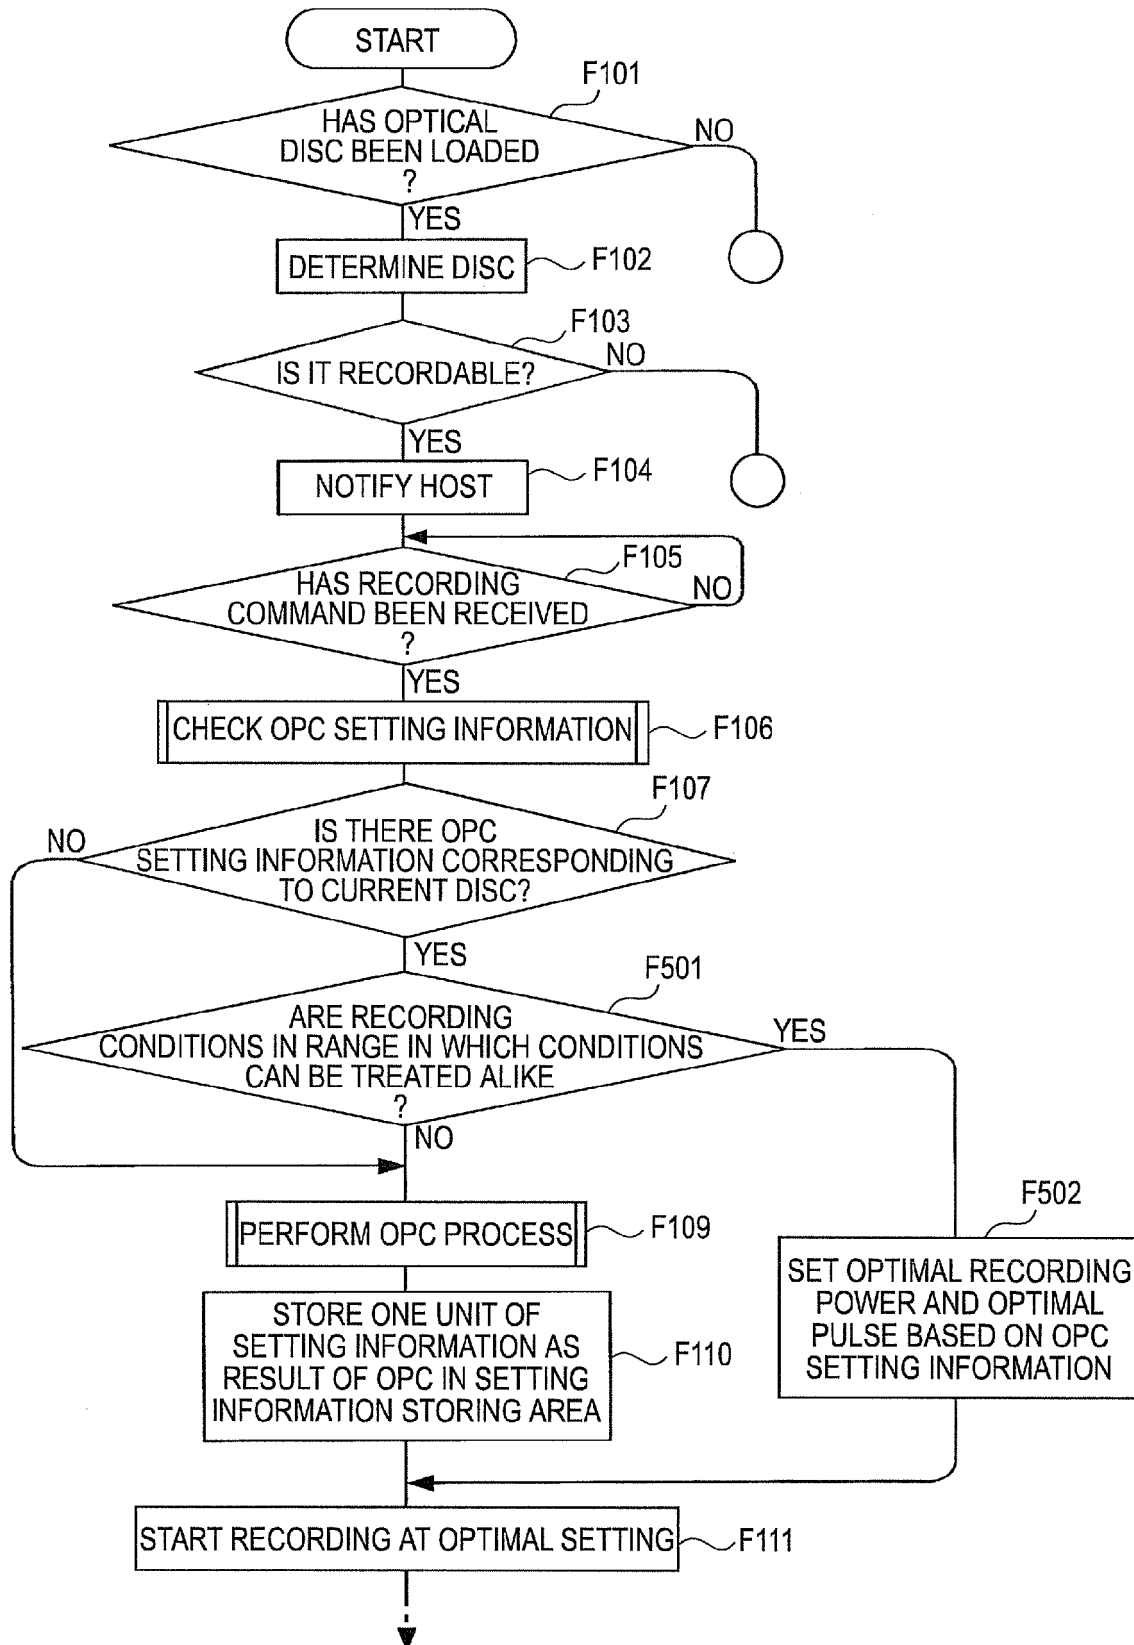 START
F101
HAS OPTICAL
DISC BEEN LOADED
?
NO
YES
DETERMINE DISC
F102
F103
IS IT RECORDABLE?
NO
YES
NOTIFY HOST
F104
F105
HAS RECORDING
COMMAND BEEN RECEIVED
?
NO
YES
CHECK OPC SETTING INFORMATION
F106
F107
IS THERE OPC
SETTING INFORMATION CORRESPONDING
TO CURRENT DISC?
NO
YES
F501
ARE RECORDING
CONDITIONS IN RANGE IN WHICH CONDITIONS
CAN BE TREATED ALIKE
?
YES
NO
PERFORM OPC PROCESS
F109
F502
SET OPTIMAL RECORDING
POWER AND OPTIMAL
PULSE BASED ON OPC
SETTING INFORMATION
STORE ONE UNIT OF
SETTING INFORMATION AS
RESULT OF OPC IN SETTING
INFORMATION STORING AREA
F110
START RECORDING AT OPTIMAL SETTING
F111